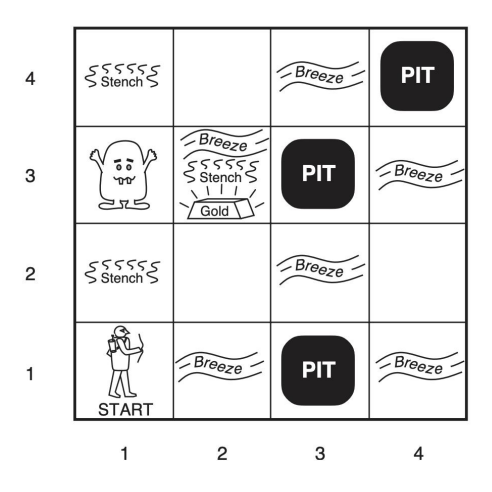 4
Stench
Breeze
PIT
3
Breeze
Stench
Gold
PIT
Breeze
2
Stench
Breeze
1
START
Breeze
PIT
Breeze
1 2 3 4